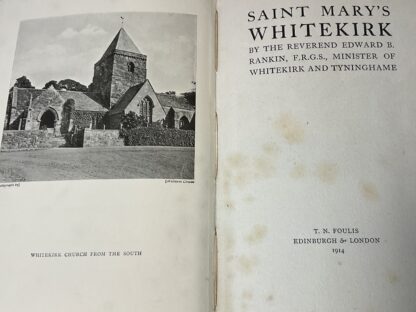 WHITEKIRK CHURCH FROM THE SOUTH
SAINT MARY'S
WHITEKIRK
BY THE REVEREND EDWARD B.
RANKIN, F.R.G.S., MINISTER OF
WHITEKIRK AND TYNINGHAME
T. N. FOULIS
EDINBURGH & LONDON
1914